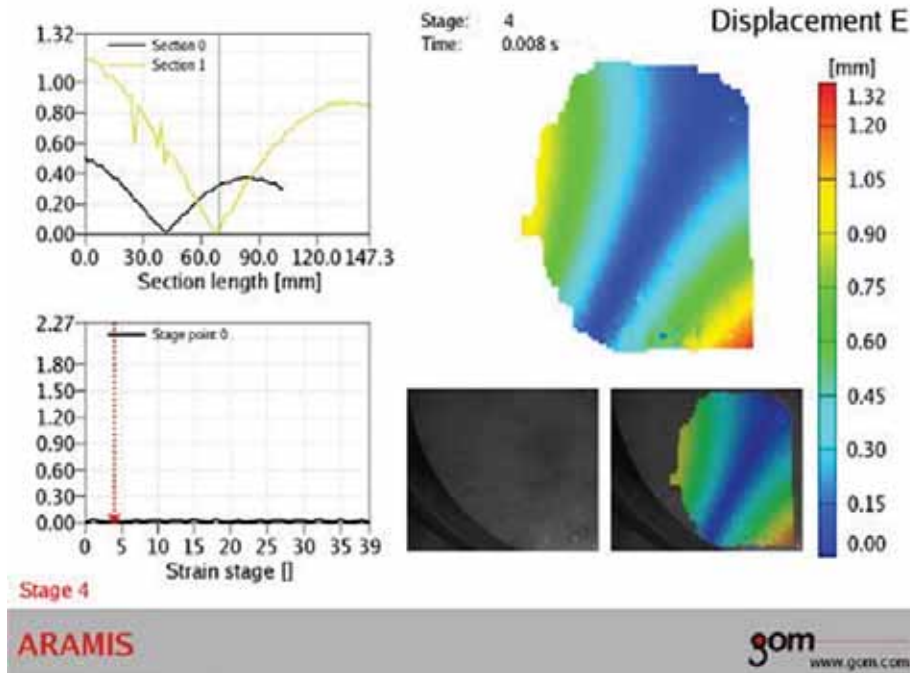 Stage: 4
Time: 0.008 s
Displacement E
[mm]
1.32
1.20
1.05
0.90
0.75
0.60
0.45
0.30
0.15
0.00
1.32
1.00
0.80
0.60
0.40
0.20
0.00
Section 0
Section 1
0.0 30.0 60.0 90.0 120.0 147.3
Section length [mm]
2.27
1.80
1.50
1.20
0.90
0.60
0.30
0.00
Stage point 0
0 5 10 15 20 25 30 35 39
Strain stage []
Stage 4
ARAMIS
gom
www.gom.com